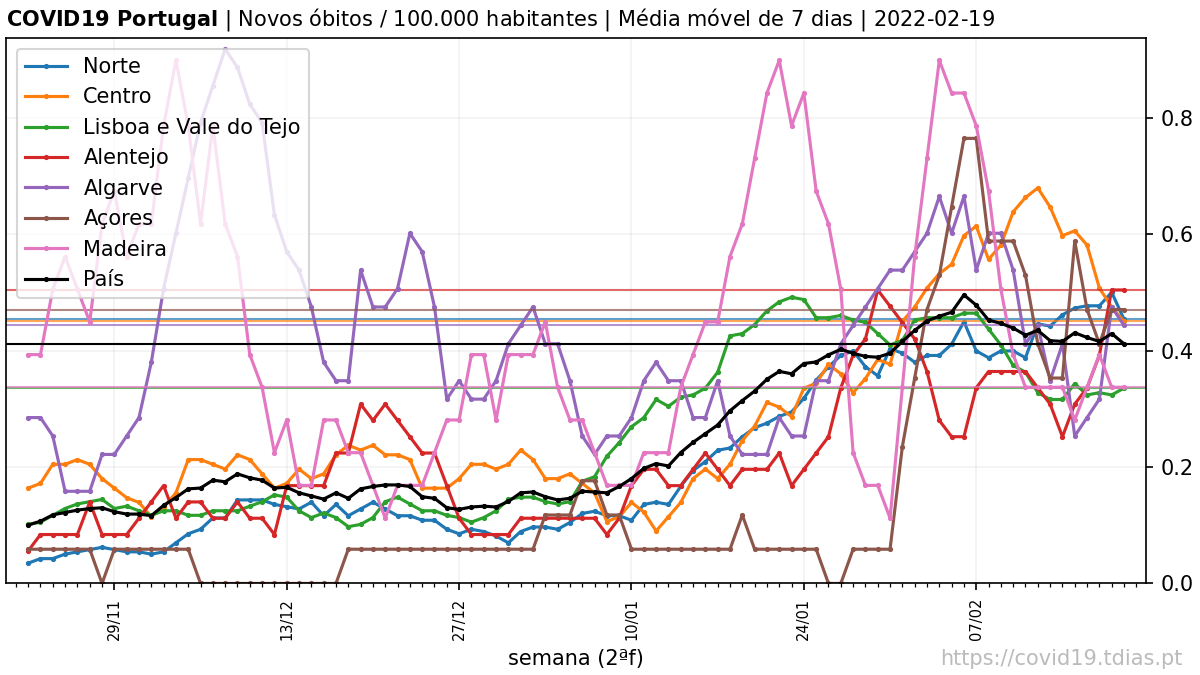 COVID19 Portugal | Novos óbitos / 100.000 habitantes | Média móvel de 7 dias | 2022-02-19
Norte
Centro
Lisboa e Vale do Tejo
Alentejo
Algarve
Açores
Madeira
País
0.8
0.6
0.4
0.2
0.0
29/11
13/12
27/12
10/01
24/01
07/02
semana (2ªf)
https://covid19.tdias.pt